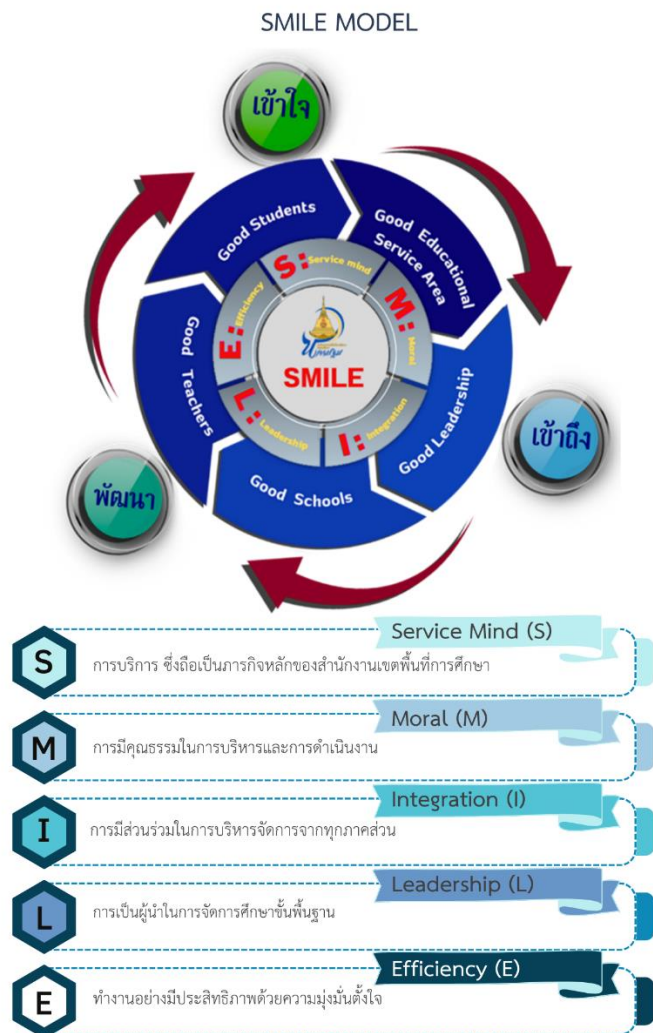 SMILE MODEL
เข้าใจ
Good Students
Good Educational
Service Area
S: Service mind
M: Moral
E: Efficiency
SMILE
Good
Teachers
L: Leadership
I: Integration
Good Leadership
เข้าถึง
พัฒนา
Good Schools
Service Mind (S)
S
การบริการ ซึ่งถือเป็นภารกิจหลักของสำนักงานเขตพื้นที่การศึกษา
Moral (M)
M
การมีคุณธรรมในการบริหารและการดำเนินงาน
Integration (I)
I
การมีส่วนร่วมในการบริหารจัดการจากทุกภาคส่วน
Leadership (L)
L
การเป็นผู้นำในการจัดการศึกษาขั้นพื้นฐาน
Efficiency (E)
E
ทำงานอย่างมีประสิทธิภาพด้วยความมุ่งมั่นตั้งใจ